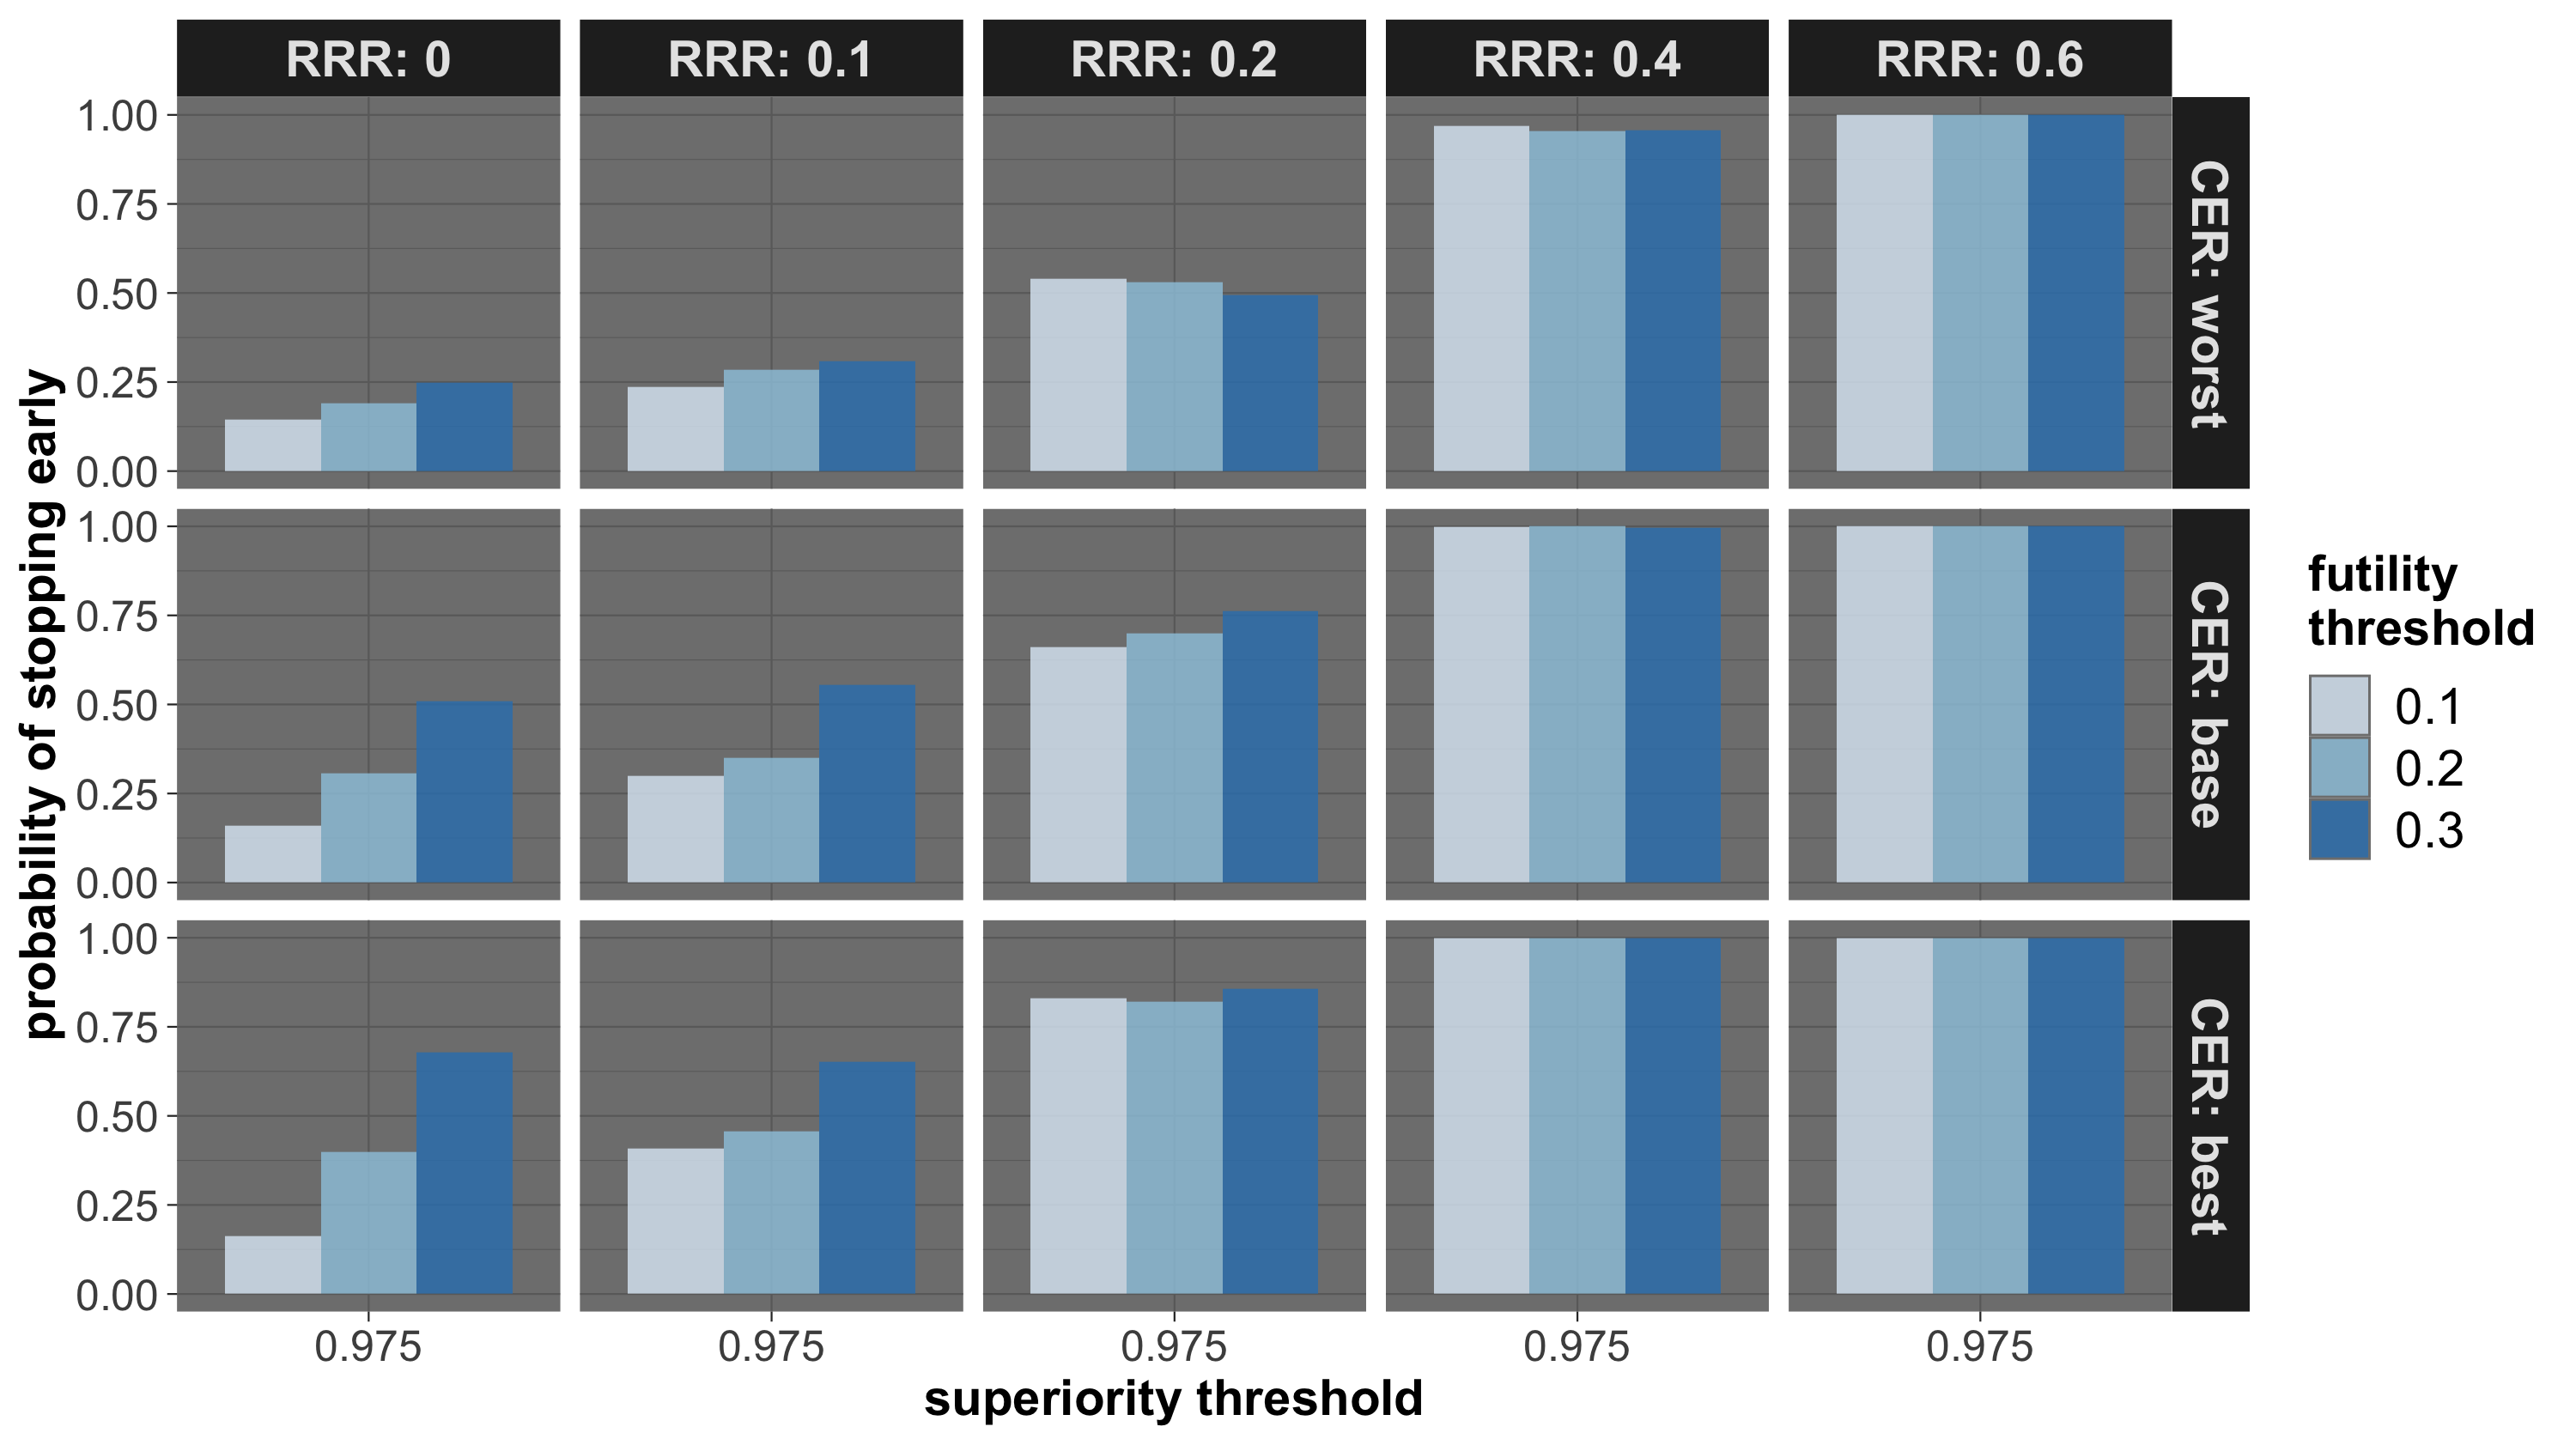 RRR: 0
RRR: 0.1
RRR: 0.2
RRR: 0.4
RRR: 0.6
probability of stopping early
1.00
0.75
0.50
0.25
0.00
CER: worst
1.00
0.75
0.50
0.25
0.00
CER: base
1.00
0.75
0.50
0.25
0.00
CER: best
0.975
0.975
0.975
0.975
0.975
superiority threshold
futility
threshold
0.1
0.2
0.3